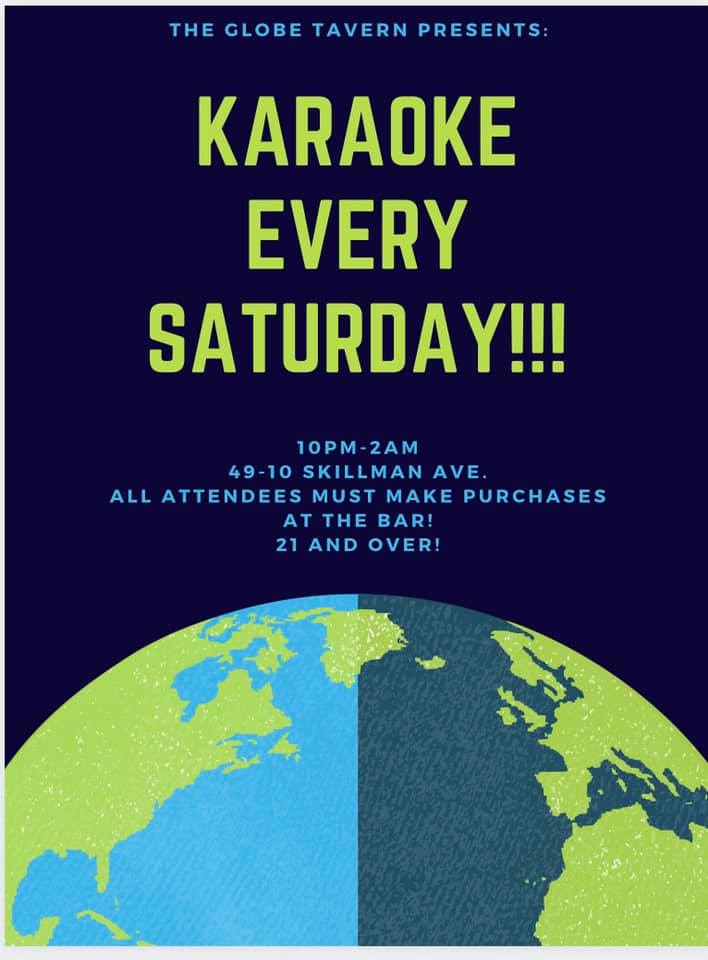 THE GLOBE TAVERN PRESENTS:
KARAOKE
EVERY
SATURDAY!!!
10PM-2AM
49-10 SKILLMAN AVE.
ALL ATTENDEES MUST MAKE PURCHASES
AT THE BAR!
21 AND OVER!